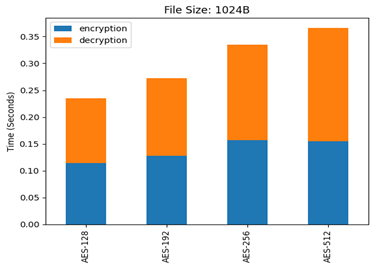 File Size: 1024B
encryption
decryption
Time (Seconds)
0.35
0.30
0.25
0.20
0.15
0.10
0.05
0.00
AES-128
AES-192
AES-256
AES-512